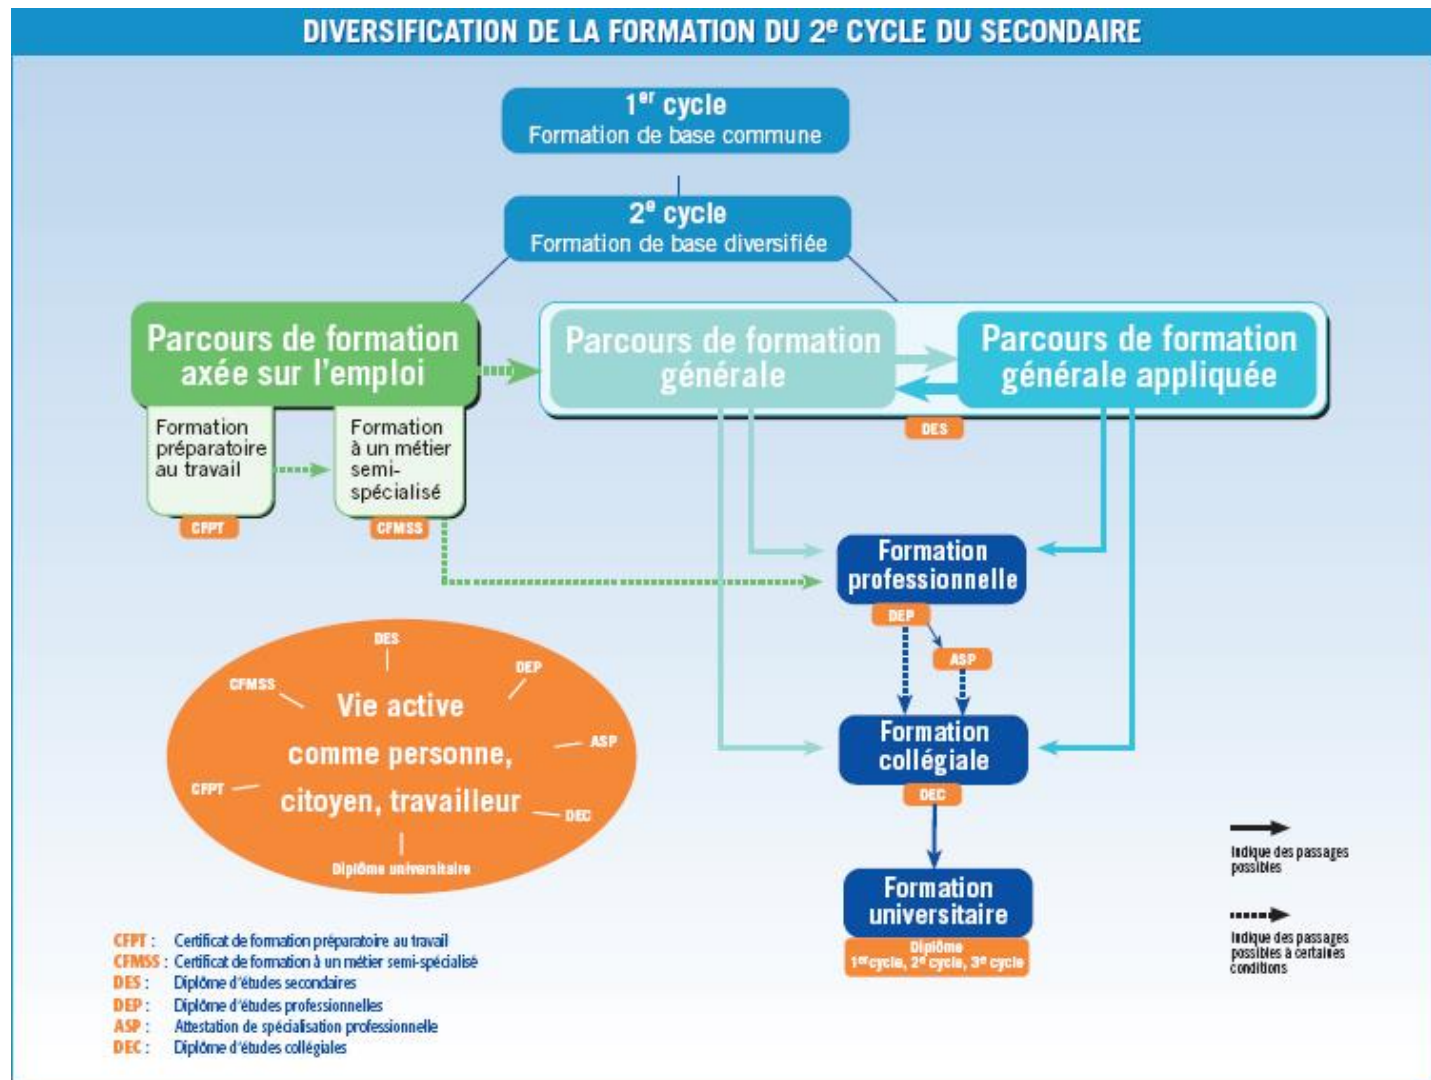 DIVERSIFICATION DE LA FORMATION DU 2e CYCLE DU SECONDAIRE
1er cycle
Formation de base commune
2e cycle
Formation de base diversifiée
Parcours de formation
axée sur l'emploi
Parcours de formation
générale
Parcours de formation
générale appliquée
DES
Formation
préparatoire
au travail
CFPT
Formation
à un métier
semi-
spécialisé
CFMSS
Formation
professionnelle
DEP
ASP
Formation
collégiale
DEC
Formation
universitaire
Diplôme
1er cycle, 2e cycle, 3e cycle
DES
DEP
CFMSS
ASP
CFPT
DEC
Vie active
comme personne,
citoyen, travailleur
Diplôme universitaire
Indique des passages
possibles
Indique des passages
possibles à certaines
conditions
CFPT : Certificat de formation préparatoire au travail
CFMSS : Certificat de formation à un métier semi-spécialisé
DES : Diplôme d'études secondaires
DEP : Diplôme d'études professionnelles
ASP : Attestation de spécialisation professionnelle
DEC : Diplôme d'études collégiales